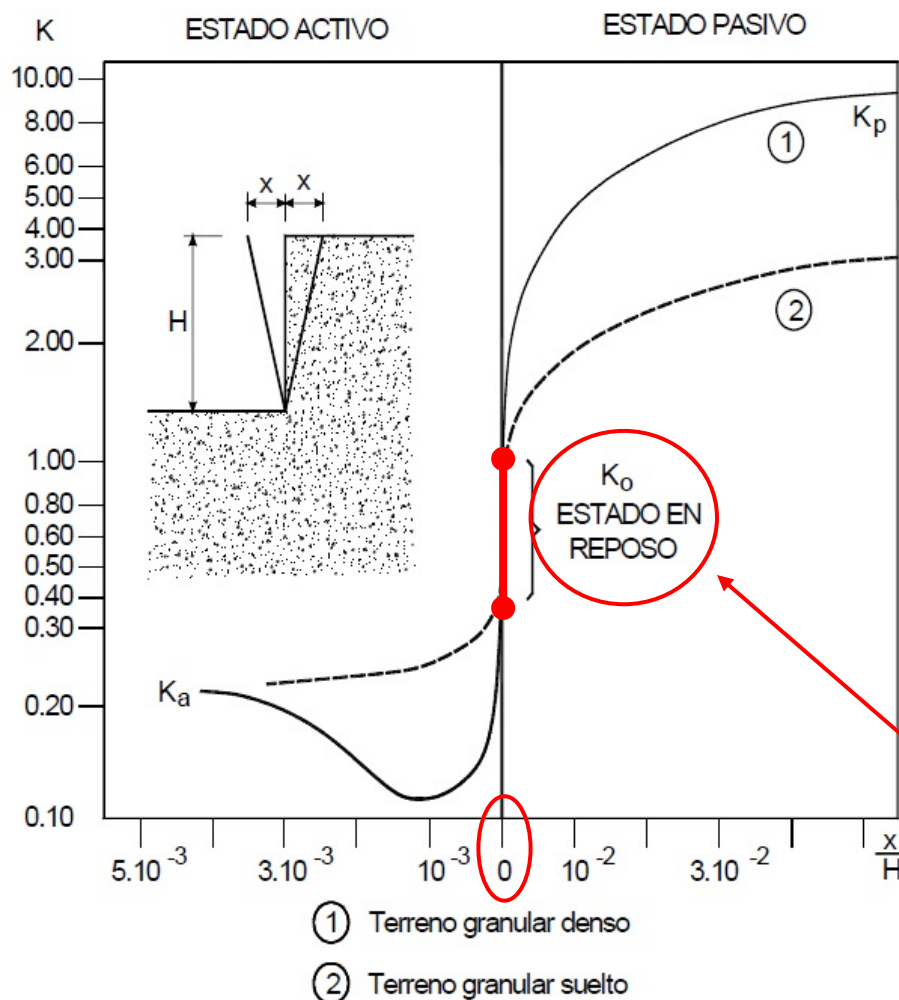 K
ESTADO ACTIVO
ESTADO PASIVO
10.00
8.00
6.00
5.00
4.00
3.00
2.00
1.00
0.80
0.60
0.50
0.40
0.30
0.20
0.10
x x
H
Kp
1
2
Ko
ESTADO EN
REPOSO
Ka
5.10⁻³ 3.10⁻³ 10⁻³ 0 10⁻² 3.10⁻² x/H
1 Terreno granular denso
2 Terreno granular suelto